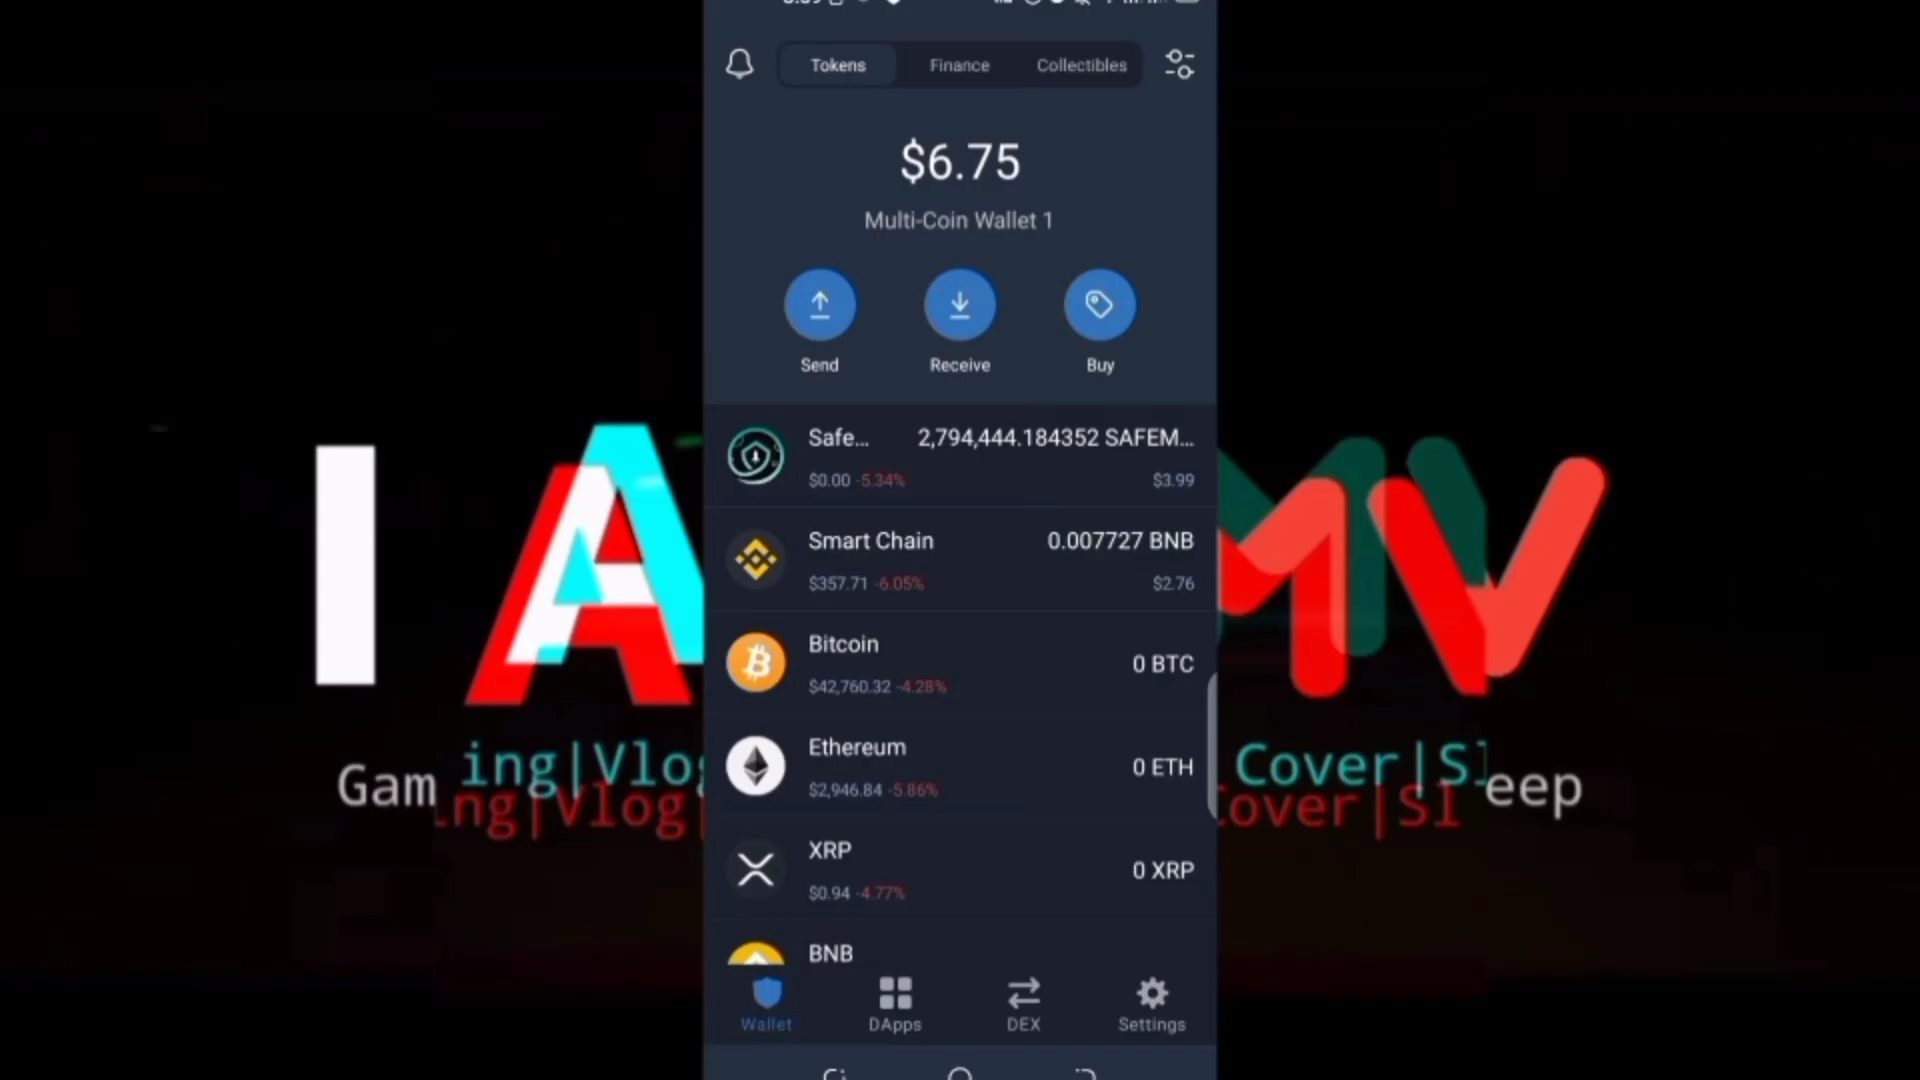 Tokens Finance Collectibles
$6.75
Multi-Coin Wallet 1
Send Receive Buy
Safe... 2,794,444.184352 SAFEM...
$0.00 -5.34% $3.99
Smart Chain 0.007727 BNB
$357.71 -6.05% $2.76
Bitcoin
0 BTC
$42,760.32 -4.28%
Ethereum
0 ETH
$2,946.84 -5.86%
XRP
0 XRP
$0.94 -4.77%
BNB
Wallet DApps DEX Settings
I A MV
Gaming|Vlog Cover|Sleep